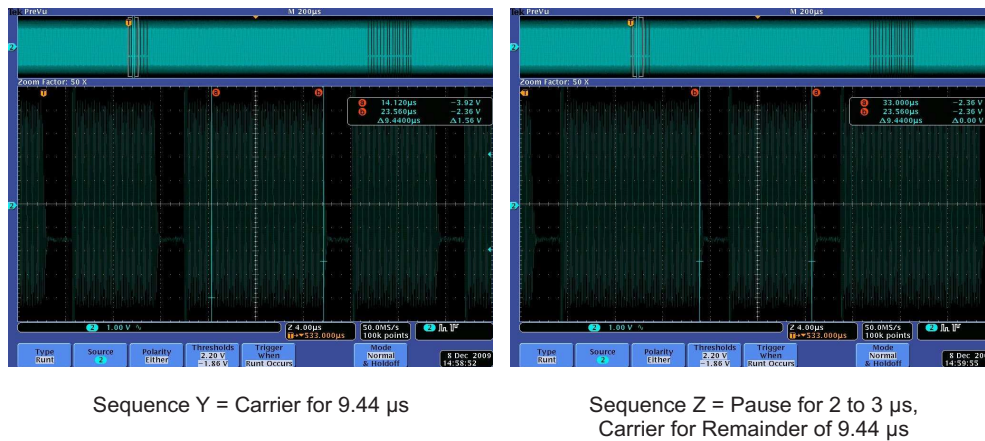 Tek PreVu
M 200µs
Zoom Factor: 50 X
a 14.120µs −3.92 V
b 23.560µs −2.36 V
Δ9.4400µs Δ1.56 V
2 1.00 V
Z 4.00µs
533.000µs
50.0MS/s
100k points
2
Type
Runt
Source
2
Polarity
Either
Thresholds
2.20 V
−1.86 V
Trigger
When
Runt Occurs
Mode
Normal
& Holdoff
8 Dec 2009
14:58:52
Sequence Y = Carrier for 9.44 µs
PreVu
M 200µs
Zoom Factor: 50 X
a 33.000µs −2.36 V
b 23.560µs −2.36 V
Δ9.4400µs Δ0.00 V
2 1.00 V
Z 4.00µs
533.000µs
50.0MS/s
100k points
2
Type
Runt
Source
2
Polarity
Either
Thresholds
2.20 V
−1.86 V
Trigger
When
Runt Occurs
Mode
Normal
& Holdoff
8 Dec 200
14:59:55
Sequence Z = Pause for 2 to 3 µs,
Carrier for Remainder of 9.44 µs